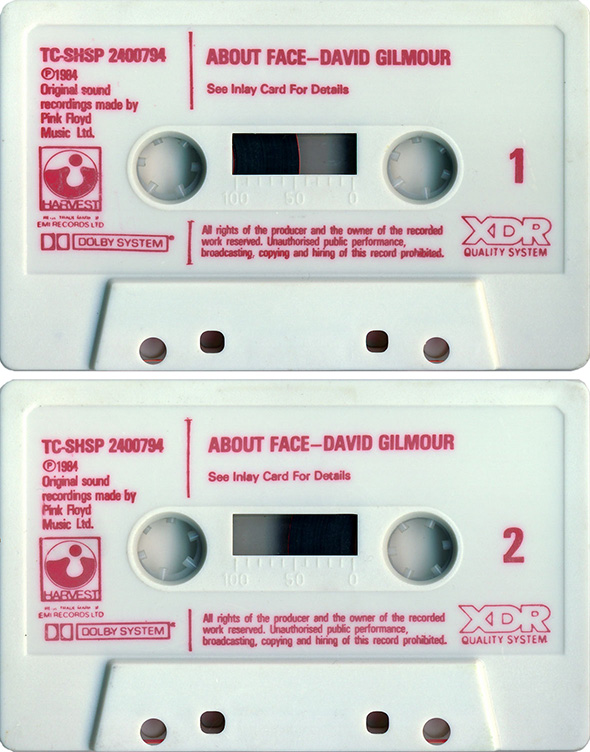 TC-SHSP 2400794
Ⓟ1984
Original sound
recordings made by
Pink Floyd
Music Ltd.
HARVEST
TRADE MARK
EMI RECORDS LTD
DOLBY SYSTEM
ABOUT FACE–DAVID GILMOUR
See Inlay Card For Details
100 50 0
1
All rights of the producer and the owner of the recorded
work reserved. Unauthorised public performance,
broadcasting, copying and hiring of this record prohibited.
XDR
QUALITY SYSTEM
TC-SHSP 2400794
Ⓟ1984
Original sound
recordings made by
Pink Floyd
Music Ltd.
HARVEST
TRADE MARK
EMI RECORDS LTD
DOLBY SYSTEM
ABOUT FACE–DAVID GILMOUR
See Inlay Card For Details
100 50 0
2
All rights of the producer and the owner of the recorded
work reserved. Unauthorised public performance,
broadcasting, copying and hiring of this record prohibited.
XDR
QUALITY SYSTEM